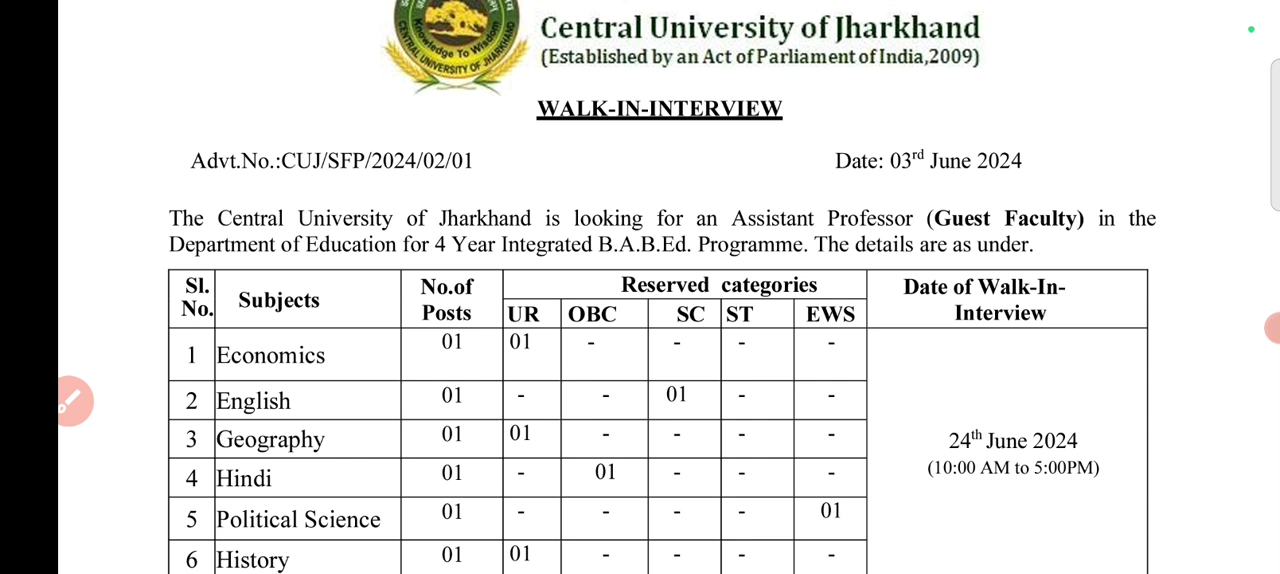 Knowledge To Wisdom
CENTRAL UNIVERSITY OF JHARKHAND
Central University of Jharkhand
(Established by an Act of Parliament of India,2009)
WALK-IN-INTERVIEW
Advt.No.:CUJ/SFP/2024/02/01 Date: 03rd June 2024
The Central University of Jharkhand is looking for an Assistant Professor (Guest Faculty) in the
Department of Education for 4 Year Integrated B.A.B.Ed. Programme. The details are as under.
Sl. No. Subjects No.of Posts Reserved categories Date of Walk-In-Interview
UR OBC SC ST EWS
1 Economics 01 01 - - - -
2 English 01 - - 01 - -
3 Geography 01 01 - - - -
24th June 2024
(10:00 AM to 5:00PM)
4 Hindi 01 - 01 - - -
5 Political Science 01 - - - - 01
6 History 01 01 - - - -